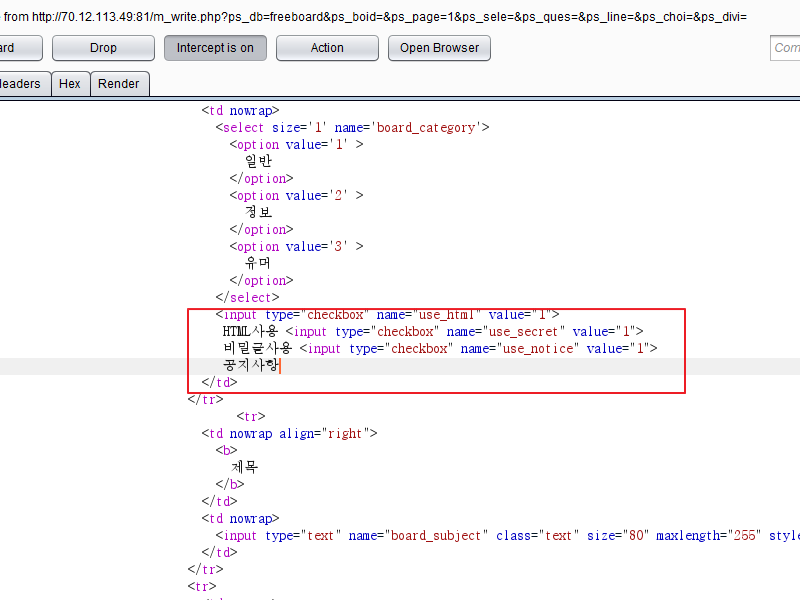 from http://70.12.113.49:81/m_write.php?ps_db=freeboard&ps_boid=&ps_page=1&ps_sele=&ps_ques=&ps_line=&ps_choi=&ps_divi=
ard Drop Intercept is on Action Open Browser Com
Headers Hex Render
<td nowrap>
<select size='1' name='board_category'>
<option value='1' >
일반
</option>
<option value='2' >
정보
</option>
<option value='3' >
유머
</option>
</select>
<input type="checkbox" name="use_html" value="1">
HTML사용 <input type="checkbox" name="use_secret" value="1">
비밀글사용 <input type="checkbox" name="use_notice" value="1">
공지사항
</td>
</tr>
<tr>
<td nowrap align="right">
<b>
제목
</b>
</td>
<td nowrap>
<input type="text" name="board_subject" class="text" size="80" maxlength="255" style
</td>
</tr>
<tr>